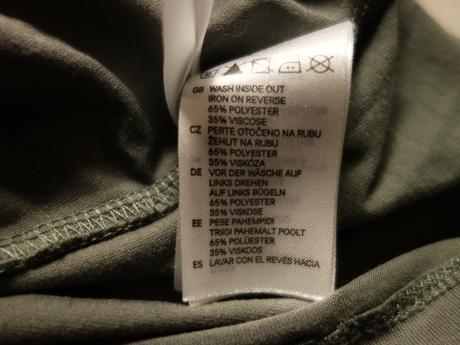 GB WASH INSIDE OUT
IRON ON REVERSE
65% POLYESTER
35% VISCOSE
CZ PERTE OTOČENO NA RUBU
ŽEHLIT NA RUBU
65% POLYESTER
35% VISKÓZA
DE VOR DER WÄSCHE AUF
LINKS DREHEN
AUF LINKS BÜGELN
65% POLYESTER
35% VISKOSE
EE PESE PAHEMPIDI
TRIIGI PAHEMALT POOLT
65% POLÜESTER
35% VISKOOS
ES LAVAR CON EL REVÉS HACIA